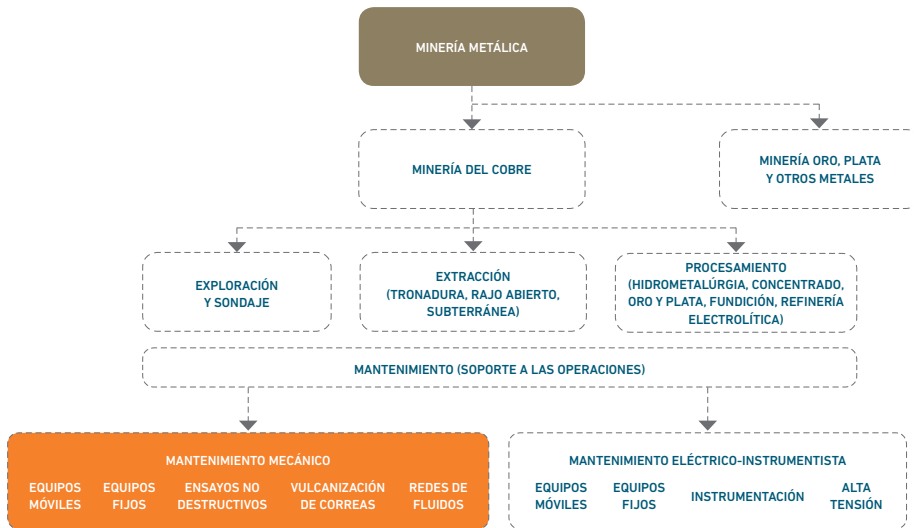 MINERÍA METÁLICA
MINERÍA DEL COBRE
MINERÍA ORO, PLATA
Y OTROS METALES
EXPLORACIÓN
Y SONDAJE
EXTRACCIÓN
(TRONADURA, RAJO ABIERTO,
SUBTERRÁNEA)
PROCESAMIENTO
(HIDROMETALÚRGIA, CONCENTRADO,
ORO Y PLATA, FUNDICIÓN, REFINERÍA
ELECTROLÍTICA)
MANTENIMIENTO (SOPORTE A LAS OPERACIONES)
MANTENIMIENTO MECÁNICO
EQUIPOS
MÓVILES
EQUIPOS
FIJOS
ENSAYOS NO
DESTRUCTIVOS
VULCANIZACIÓN
DE CORREAS
REDES DE
FLUIDOS
MANTENIMIENTO ELÉCTRICO-INSTRUMENTISTA
EQUIPOS
MÓVILES
EQUIPOS
FIJOS
INSTRUMENTACIÓN
ALTA
TENSIÓN